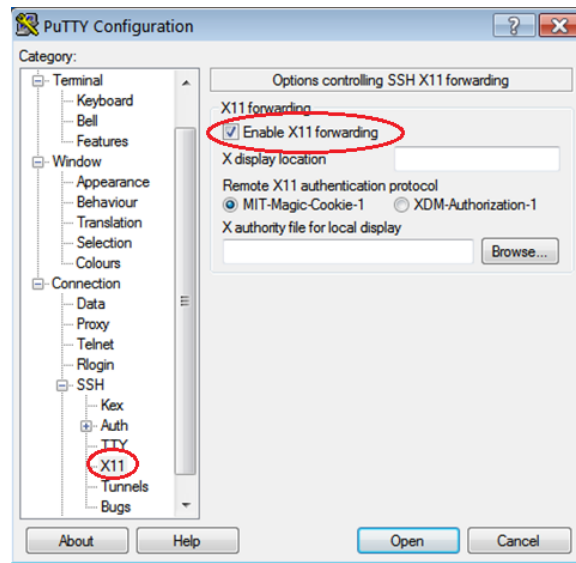 PuTTY Configuration
Category:
Terminal
Keyboard
Bell
Features
Window
Appearance
Behaviour
Translation
Selection
Colours
Connection
Data
Proxy
Telnet
Rlogin
SSH
Kex
Auth
TTY
X11
Tunnels
Bugs
Options controlling SSH X11 forwarding
X11 forwarding
Enable X11 forwarding
X display location
Remote X11 authentication protocol
MIT-Magic-Cookie-1 XDM-Authorization-1
X authority file for local display
Browse...
About Help Open Cancel